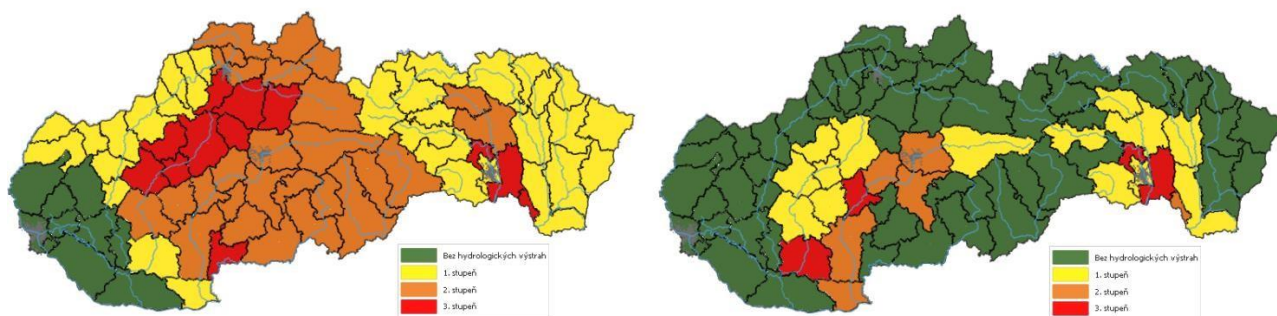 Bez hydrologických výstrah
1. stupeň
2. stupeň
3. stupeň
Bez hydrologických výstrah
1. stupeň
2. stupeň
3. stupeň